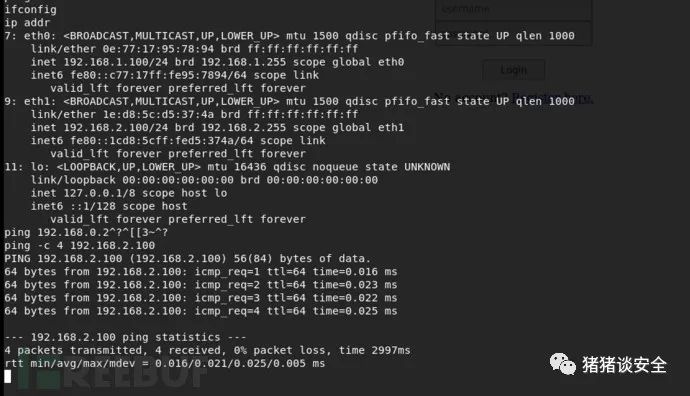 ifconfig
ip addr
7: eth0: <BROADCAST,MULTICAST,UP,LOWER_UP> mtu 1500 qdisc pfifo_fast state UP qlen 1000
link/ether 0e:77:17:95:78:94 brd ff:ff:ff:ff:ff:ff
inet 192.168.1.100/24 brd 192.168.1.255 scope global eth0
inet6 fe80::c77:17ff:fe95:7894/64 scope link
valid_lft forever preferred_lft forever
9: eth1: <BROADCAST,MULTICAST,UP,LOWER_UP> mtu 1500 qdisc pfifo_fast state UP qlen 1000
link/ether 1e:d8:5c:d5:37:4a brd ff:ff:ff:ff:ff:ff
inet 192.168.2.100/24 brd 192.168.2.255 scope global eth1
inet6 fe80::1cd8:5cff:fed5:374a/64 scope link
valid_lft forever preferred_lft forever
11: lo: <LOOPBACK,UP,LOWER_UP> mtu 16436 qdisc noqueue state UNKNOWN
link/loopback 00:00:00:00:00:00 brd 00:00:00:00:00:00
inet 127.0.0.1/8 scope host lo
inet6 ::1/128 scope host
valid_lft forever preferred_lft forever
ping 192.168.0.2^?^[[3~^?
ping -c 4 192.168.2.100
PING 192.168.2.100 (192.168.2.100) 56(84) bytes of data.
64 bytes from 192.168.2.100: icmp_req=1 ttl=64 time=0.016 ms
64 bytes from 192.168.2.100: icmp_req=2 ttl=64 time=0.023 ms
64 bytes from 192.168.2.100: icmp_req=3 ttl=64 time=0.022 ms
64 bytes from 192.168.2.100: icmp_req=4 ttl=64 time=0.025 ms
--- 192.168.2.100 ping statistics ---
4 packets transmitted, 4 received, 0% packet loss, time 2997ms
rtt min/avg/max/mdev = 0.016/0.021/0.025/0.005 ms
username
Login
No account? Register here.
REEBUF
猪猪谈安全